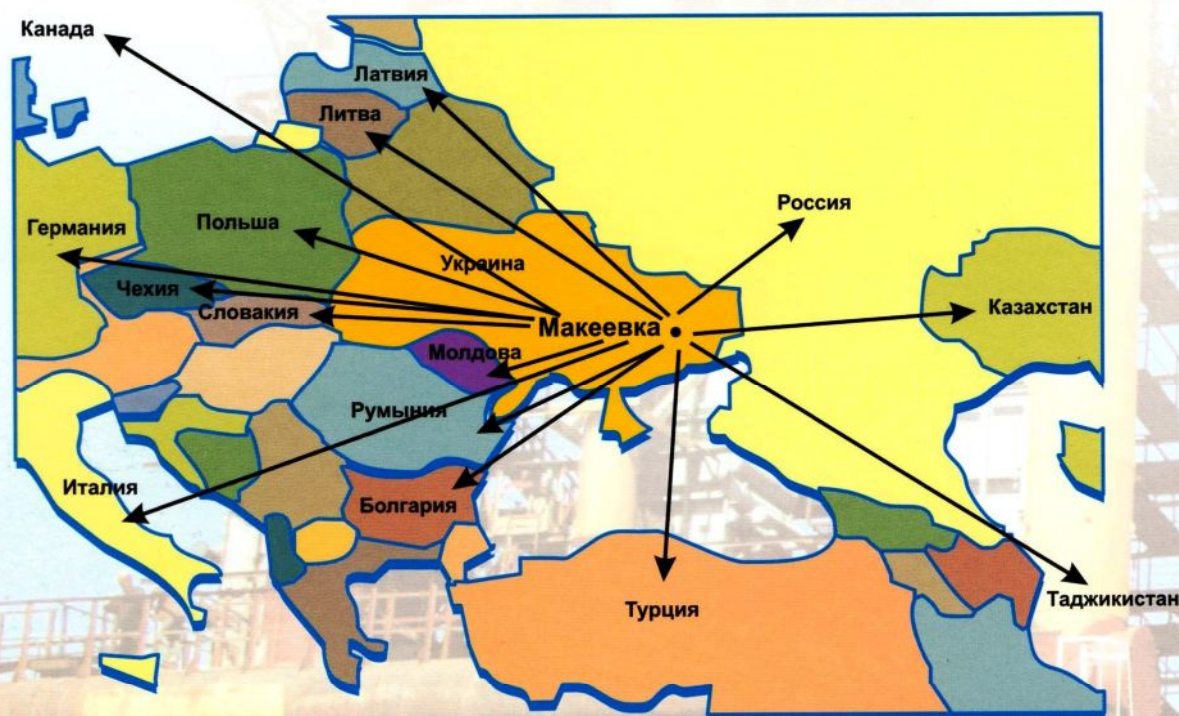 Канада
Латвия
Литва
Россия
Германия
Польша
Украина
Чехия
Словакия
Казахстан
Макеевка
Молдова
Румыния
Италия
Болгария
Таджикистан
Турция